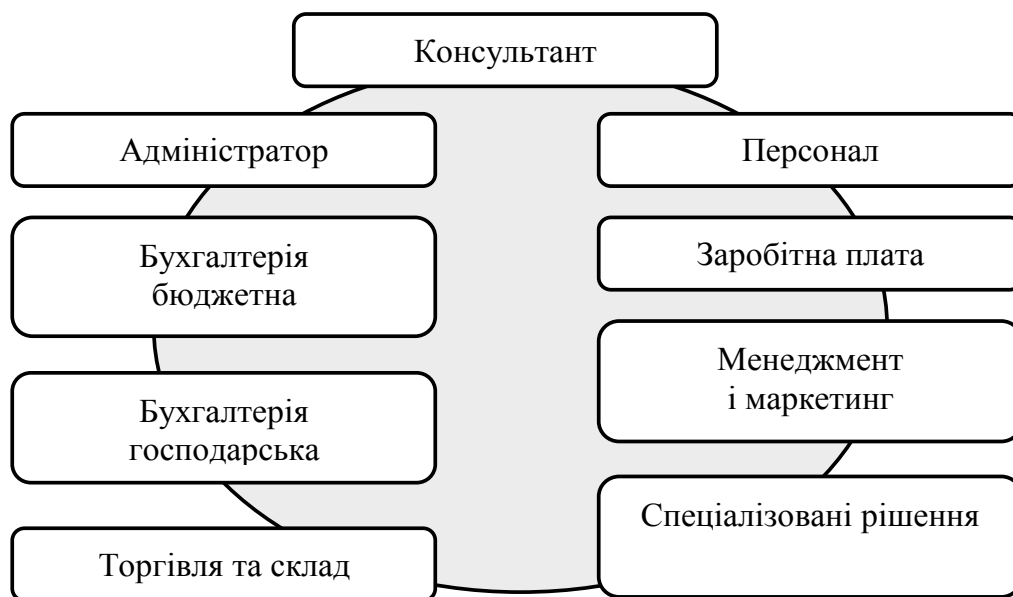 Консультант
Адміністратор
Персонал
Бухгалтерія
бюджетна
Заробітна плата
Бухгалтерія
господарська
Менеджмент
і маркетинг
Торгівля та склад
Спеціалізовані рішення